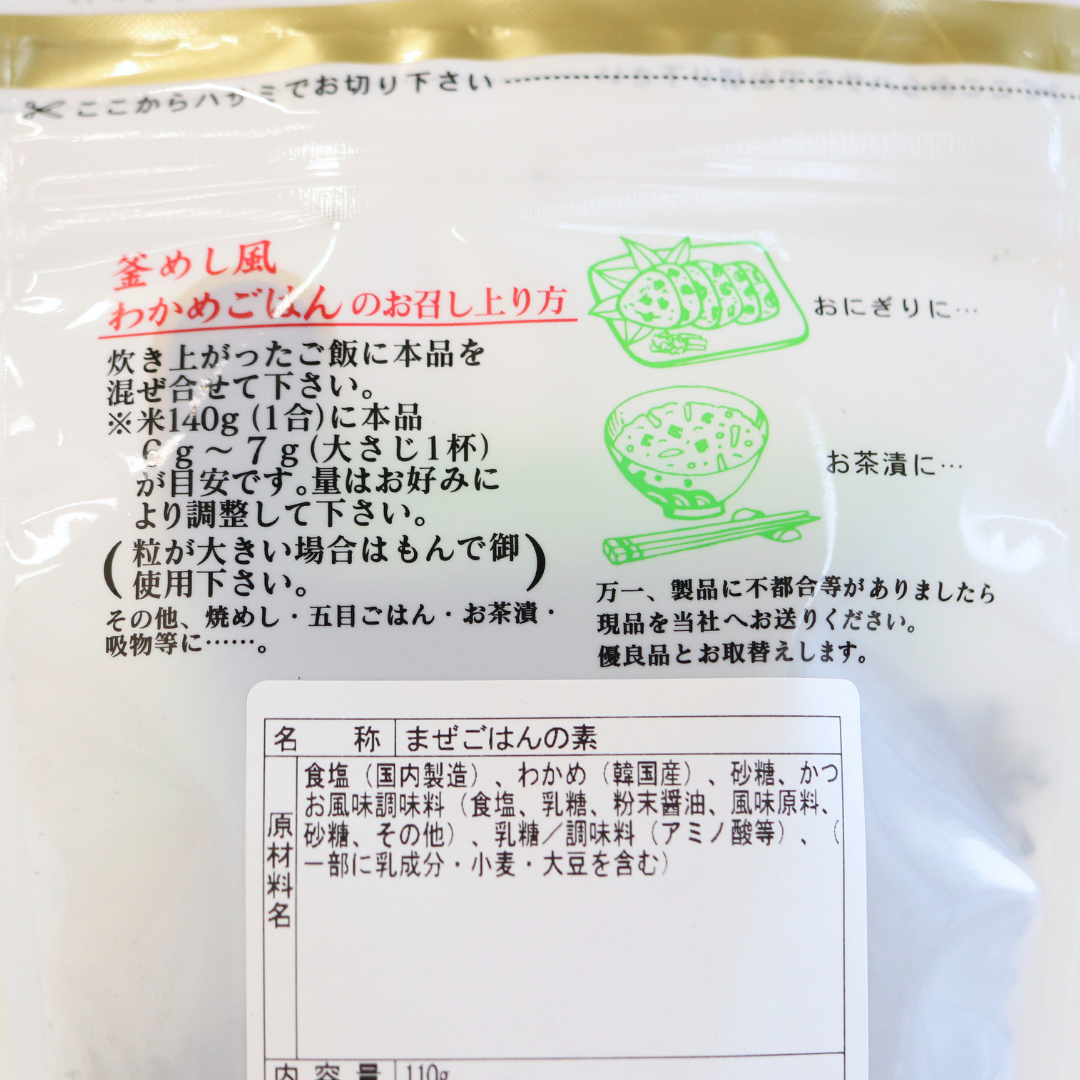 ここからハサミでお切り下さい
釜めし風
わかめごはんのお召し上り方
炊き上がったご飯に本品を
混ぜ合せて下さい。
※米140g (1合)に本品
6g～7g(大さじ1杯)
が目安です。量はお好みに
より調整して下さい。
(粒が大きい場合はもんで御
使用下さい。)
その他、焼めし・五目ごはん・お茶漬・
吸物等に……。
おにぎりに…
お茶漬に…
万一、製品に不都合等がありましたら
現品を当社へお送りください。
優良品とお取替えします。
名称 まぜごはんの素
原材料名
食塩（国内製造）、わかめ（韓国産）、砂糖、かつ
お風味調味料（食塩、乳糖、粉末醤油、風味原料、
砂糖、その他）、乳糖／調味料（アミノ酸等）、（
一部に乳成分・小麦・大豆を含む）
内容量 110g